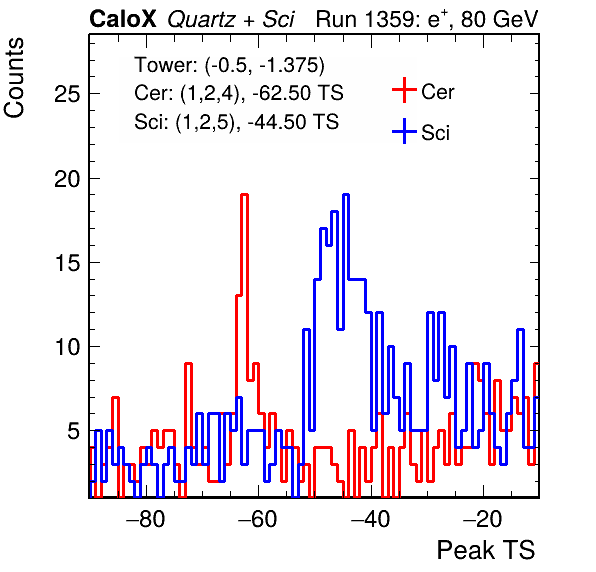 CaloX Quartz + Sci Run 1359: e⁺, 80 GeV
Counts
Tower: (-0.5, -1.375)
Cer: (1,2,4), -62.50 TS
Sci: (1,2,5), -44.50 TS
Cer
Sci
25
20
15
10
5
−80 −60 −40 −20
Peak TS